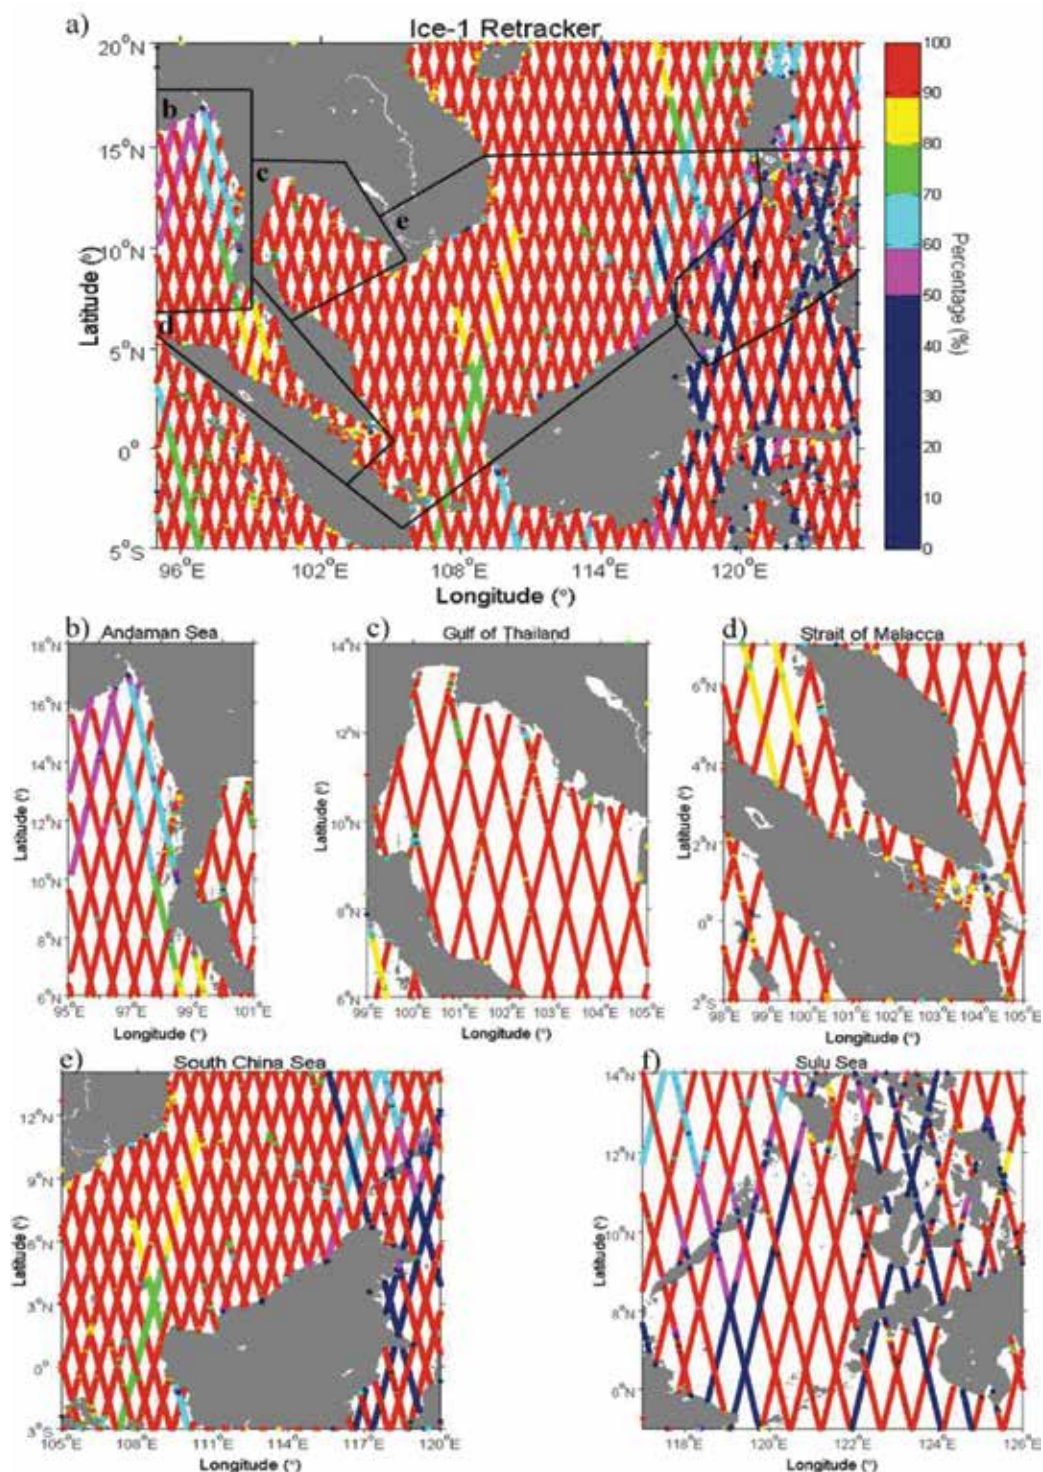 a)
Ice-1 Retracker
20°N
15°N
10°N
5°N
0°
5°S
Latitude (°)
96°E 102°E 108°E 114°E 120°E
Longitude (°)
b
c
d
e
f
100
90
80
70
60
50
40
30
20
10
0
Percentage (%)
b) Andaman Sea
18°N
16°N
14°N
12°N
10°N
8°N
6°N
Latitude (°)
95°E 97°E 98°E 99°E 101°E
Longitude (°)
c) Gulf of Thailand
14°N
12°N
10°N
8°N
6°N
Latitude (°)
99°E 100°E 101°E 102°E 103°E 104°E 105°E
Longitude (°)
d) Strait of Malacca
6°N
4°N
2°N
0°
2°S
Latitude (°)
98°E 99°E 100°E 101°E 102°E 103°E 104°E 105°E
Longitude (°)
e) South China Sea
12°N
9°N
6°N
3°N
0°
3°S
Latitude (°)
105°E 108°E 111°E 114°E 117°E 120°E
Longitude (°)
f) Sulu Sea
14°N
12°N
10°N
8°N
6°N
Latitude (°)
118°E 120°E 122°E 124°E 126°E
Longitude (°)